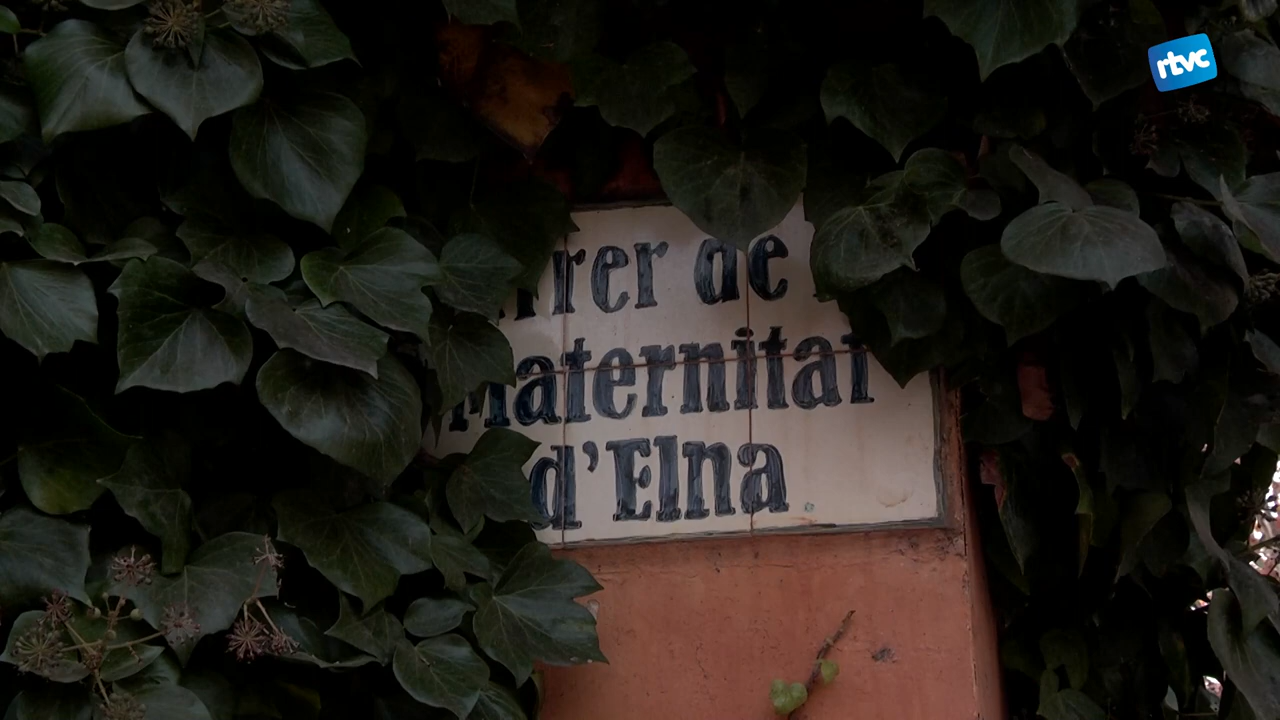 rtvc
rrer de
Maternitat
d'Elna